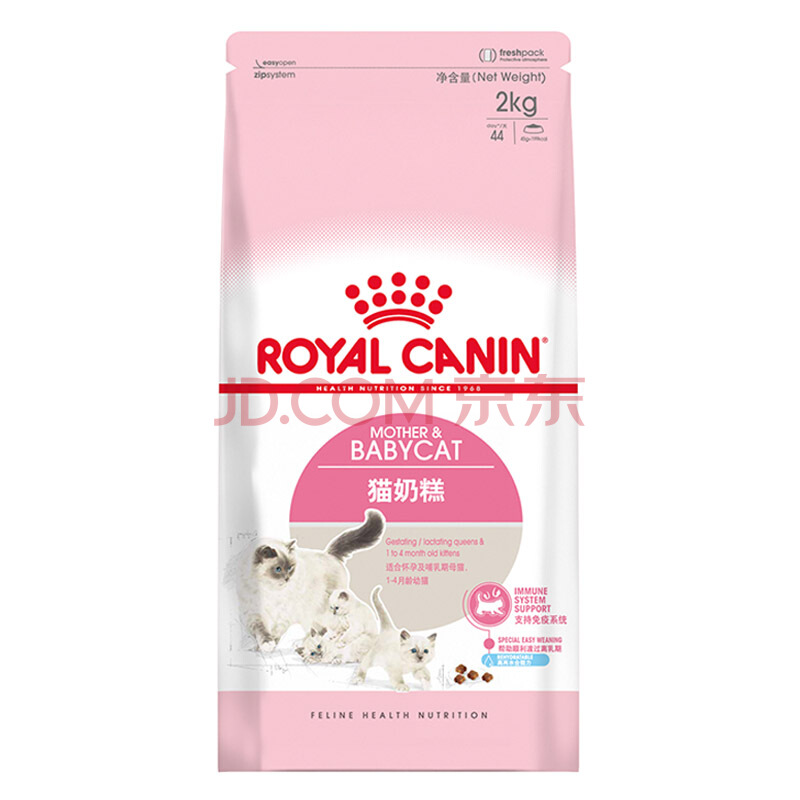 easyopen
zipsystem
freshpack
Protective atmosphere
净含量(Net Weight)
2kg
44
ROYAL CANIN®
HEALTH NUTRITION SINCE 1968
JD.COM 京东
MOTHER &
BABYCAT
猫奶糕
Gestating / lactating queens &
1 to 4 month old kittens
适合怀孕及哺乳期母猫,
1-4月龄幼猫
IMMUNE
SYSTEM
SUPPORT
支持免疫系统
SPECIAL EASY WEANING
帮助顺利渡过离乳期
REHYDRATABLE
FELINE HEALTH NUTRITION